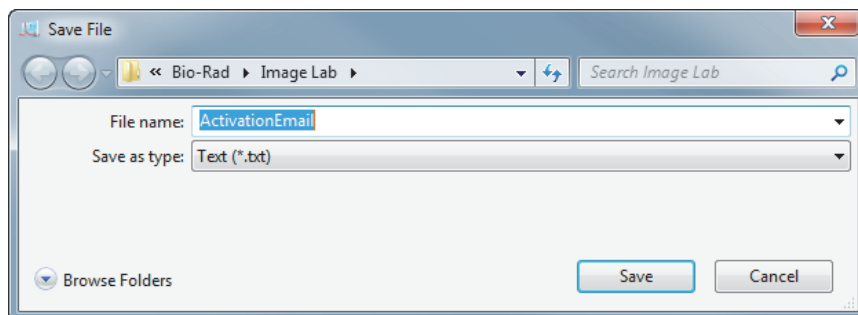 Save File
« Bio-Rad ▸ Image Lab ▸ Search Image Lab
File name: ActivationEmail
Save as type: Text (*.txt)
Browse Folders Save Cancel